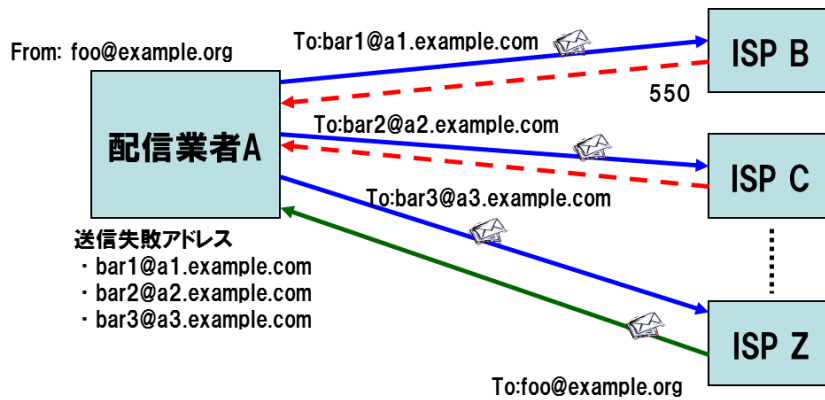 From: foo@example.org
To:bar1@a1.example.com
ISP B
550
配信業者A
To:bar2@a2.example.com
ISP C
To:bar3@a3.example.com
送信失敗アドレス
・ bar1@a1.example.com
・ bar2@a2.example.com
・ bar3@a3.example.com
ISP Z
To:foo@example.org